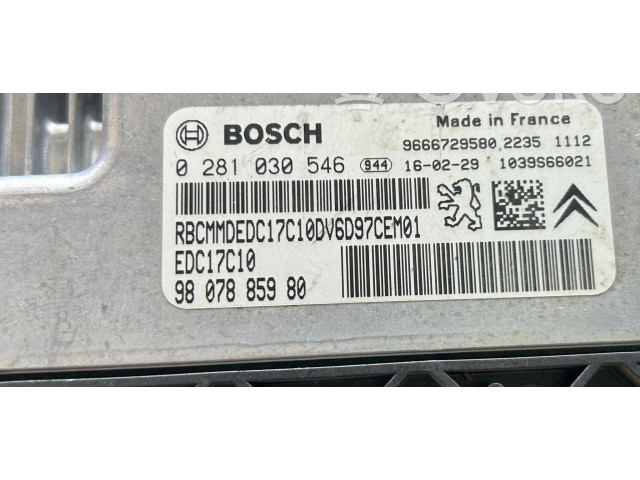 BOSCH
Made in France
9666729580 2235 1112
0 281 030 546 944 16-02-29 1039S66021
RBCMMDEDC17C10DV6D97CEM01
EDC17C10
98 078 859 80